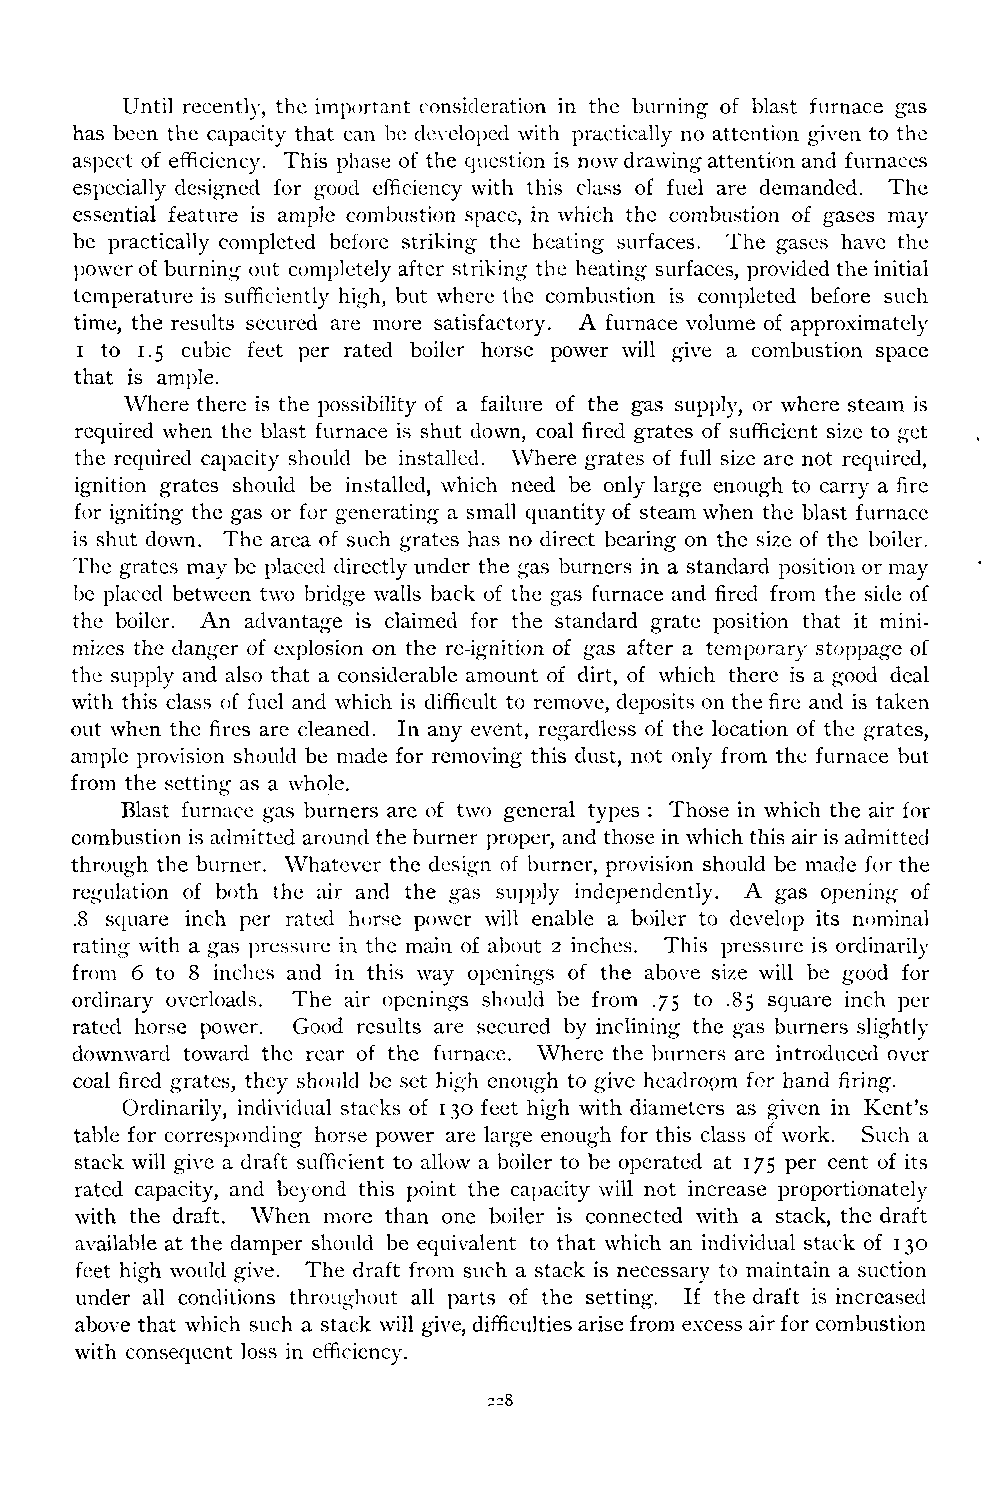 Until recently, the important consideration in the burning of blast furnace gas
has been the capacity that can be developed with practically no attention given to the
aspect of efficiency. This phase of the question is now drawing attention and furnaces
especially designed for good efficiency with this class of fuel are demanded. The
essential feature is ample combustion space, in which the combustion of gases may
be practically completed before striking the heating surfaces. The gases have the
power of burning out completely after striking the heating surfaces, provided the initial
temperature is sufficiently high, but where the combustion is completed before such
time, the results secured are more satisfactory. A furnace volume of approximately
1 to 1.5 cubic feet per rated boiler horse power will give a combustion space
that is ample.
Where there is the possibility of a failure of the gas supply, or where steam is
required when the blast furnace is shut down, coal fired grates of sufficient size to get
the required capacity should be installed. Where grates of full size are not required,
ignition grates should be installed, which need be only large enough to carry a fire
for igniting the gas or for generating a small quantity of steam when the blast furnace
is shut down. The area of such grates has no direct bearing on the size of the boiler.
The grates may be placed directly under the gas burners in a standard position or may
be placed between two bridge walls back of the gas furnace and fired from the side of
the boiler. An advantage is claimed for the standard grate position that it mini-
mizes the danger of explosion on the re-ignition of gas after a temporary stoppage of
the supply and also that a considerable amount of dirt, of which there is a good deal
with this class of fuel and which is difficult to remove, deposits on the fire and is taken
out when the fires are cleaned. In any event, regardless of the location of the grates,
ample provision should be made for removing this dust, not only from the furnace but
from the setting as a whole.
Blast furnace gas burners are of two general types : Those in which the air for
combustion is admitted around the burner proper, and those in which this air is admitted
through the burner. Whatever the design of burner, provision should be made for the
regulation of both the air and the gas supply independently. A gas opening of
.8 square inch per rated horse power will enable a boiler to develop its nominal
rating with a gas pressure in the main of about 2 inches. This pressure is ordinarily
from 6 to 8 inches and in this way openings of the above size will be good for
ordinary overloads. The air openings should be from .75 to .85 square inch per
rated horse power. Good results are secured by inclining the gas burners slightly
downward toward the rear of the furnace. Where the burners are introduced over
coal fired grates, they should be set high enough to give headroom for hand firing.
Ordinarily, individual stacks of 130 feet high with diameters as given in Kent's
table for corresponding horse power are large enough for this class of work. Such a
stack will give a draft sufficient to allow a boiler to be operated at 175 per cent of its
rated capacity, and beyond this point the capacity will not increase proportionately
with the draft. When more than one boiler is connected with a stack, the draft
available at the damper should be equivalent to that which an individual stack of 130
feet high would give. The draft from such a stack is necessary to maintain a suction
under all conditions throughout all parts of the setting. If the draft is increased
above that which such a stack will give, difficulties arise from excess air for combustion
with consequent loss in efficiency.
228